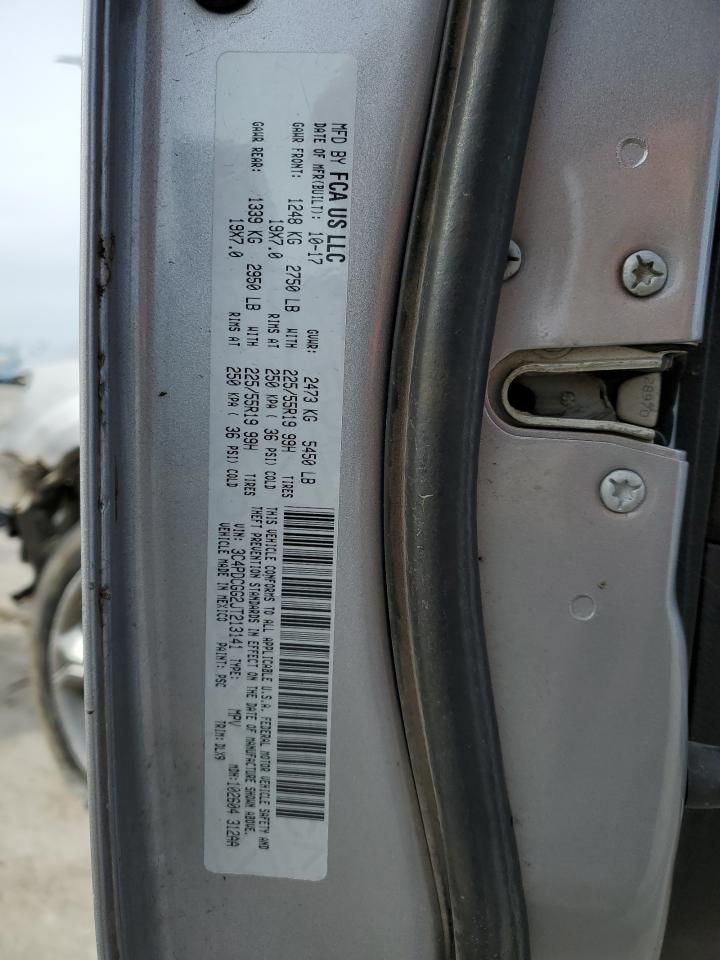 MFD BY FCA US LLC
DATE OF MFR(BUILT): 10-17 GVWR: 2473 KG 5450 LB
GAWR FRONT: 1248 KG 2750 LB WITH 225/55R19 99H TIRES
19X7.0 RIMS AT 250 KPA ( 36 PSI) COLD
GAWR REAR: 1339 KG 2950 LB WITH 225/55R19 99H TIRES
19X7.0 RIMS AT 250 KPA ( 36 PSI) COLD
THIS VEHICLE CONFORMS TO ALL APPLICABLE U.S.A. FEDERAL MOTOR VEHICLE SAFETY AND
THEFT PREVENTION STANDARDS IN EFFECT ON THE DATE OF MANUFACTURE SHOWN ABOVE.
VIN: 3C4PDCGG2JT213141 TYPE: MPV MDH:102604 312AA
VEHICLE MADE IN MEXICO PAINT: PSC TRIM: DLX9